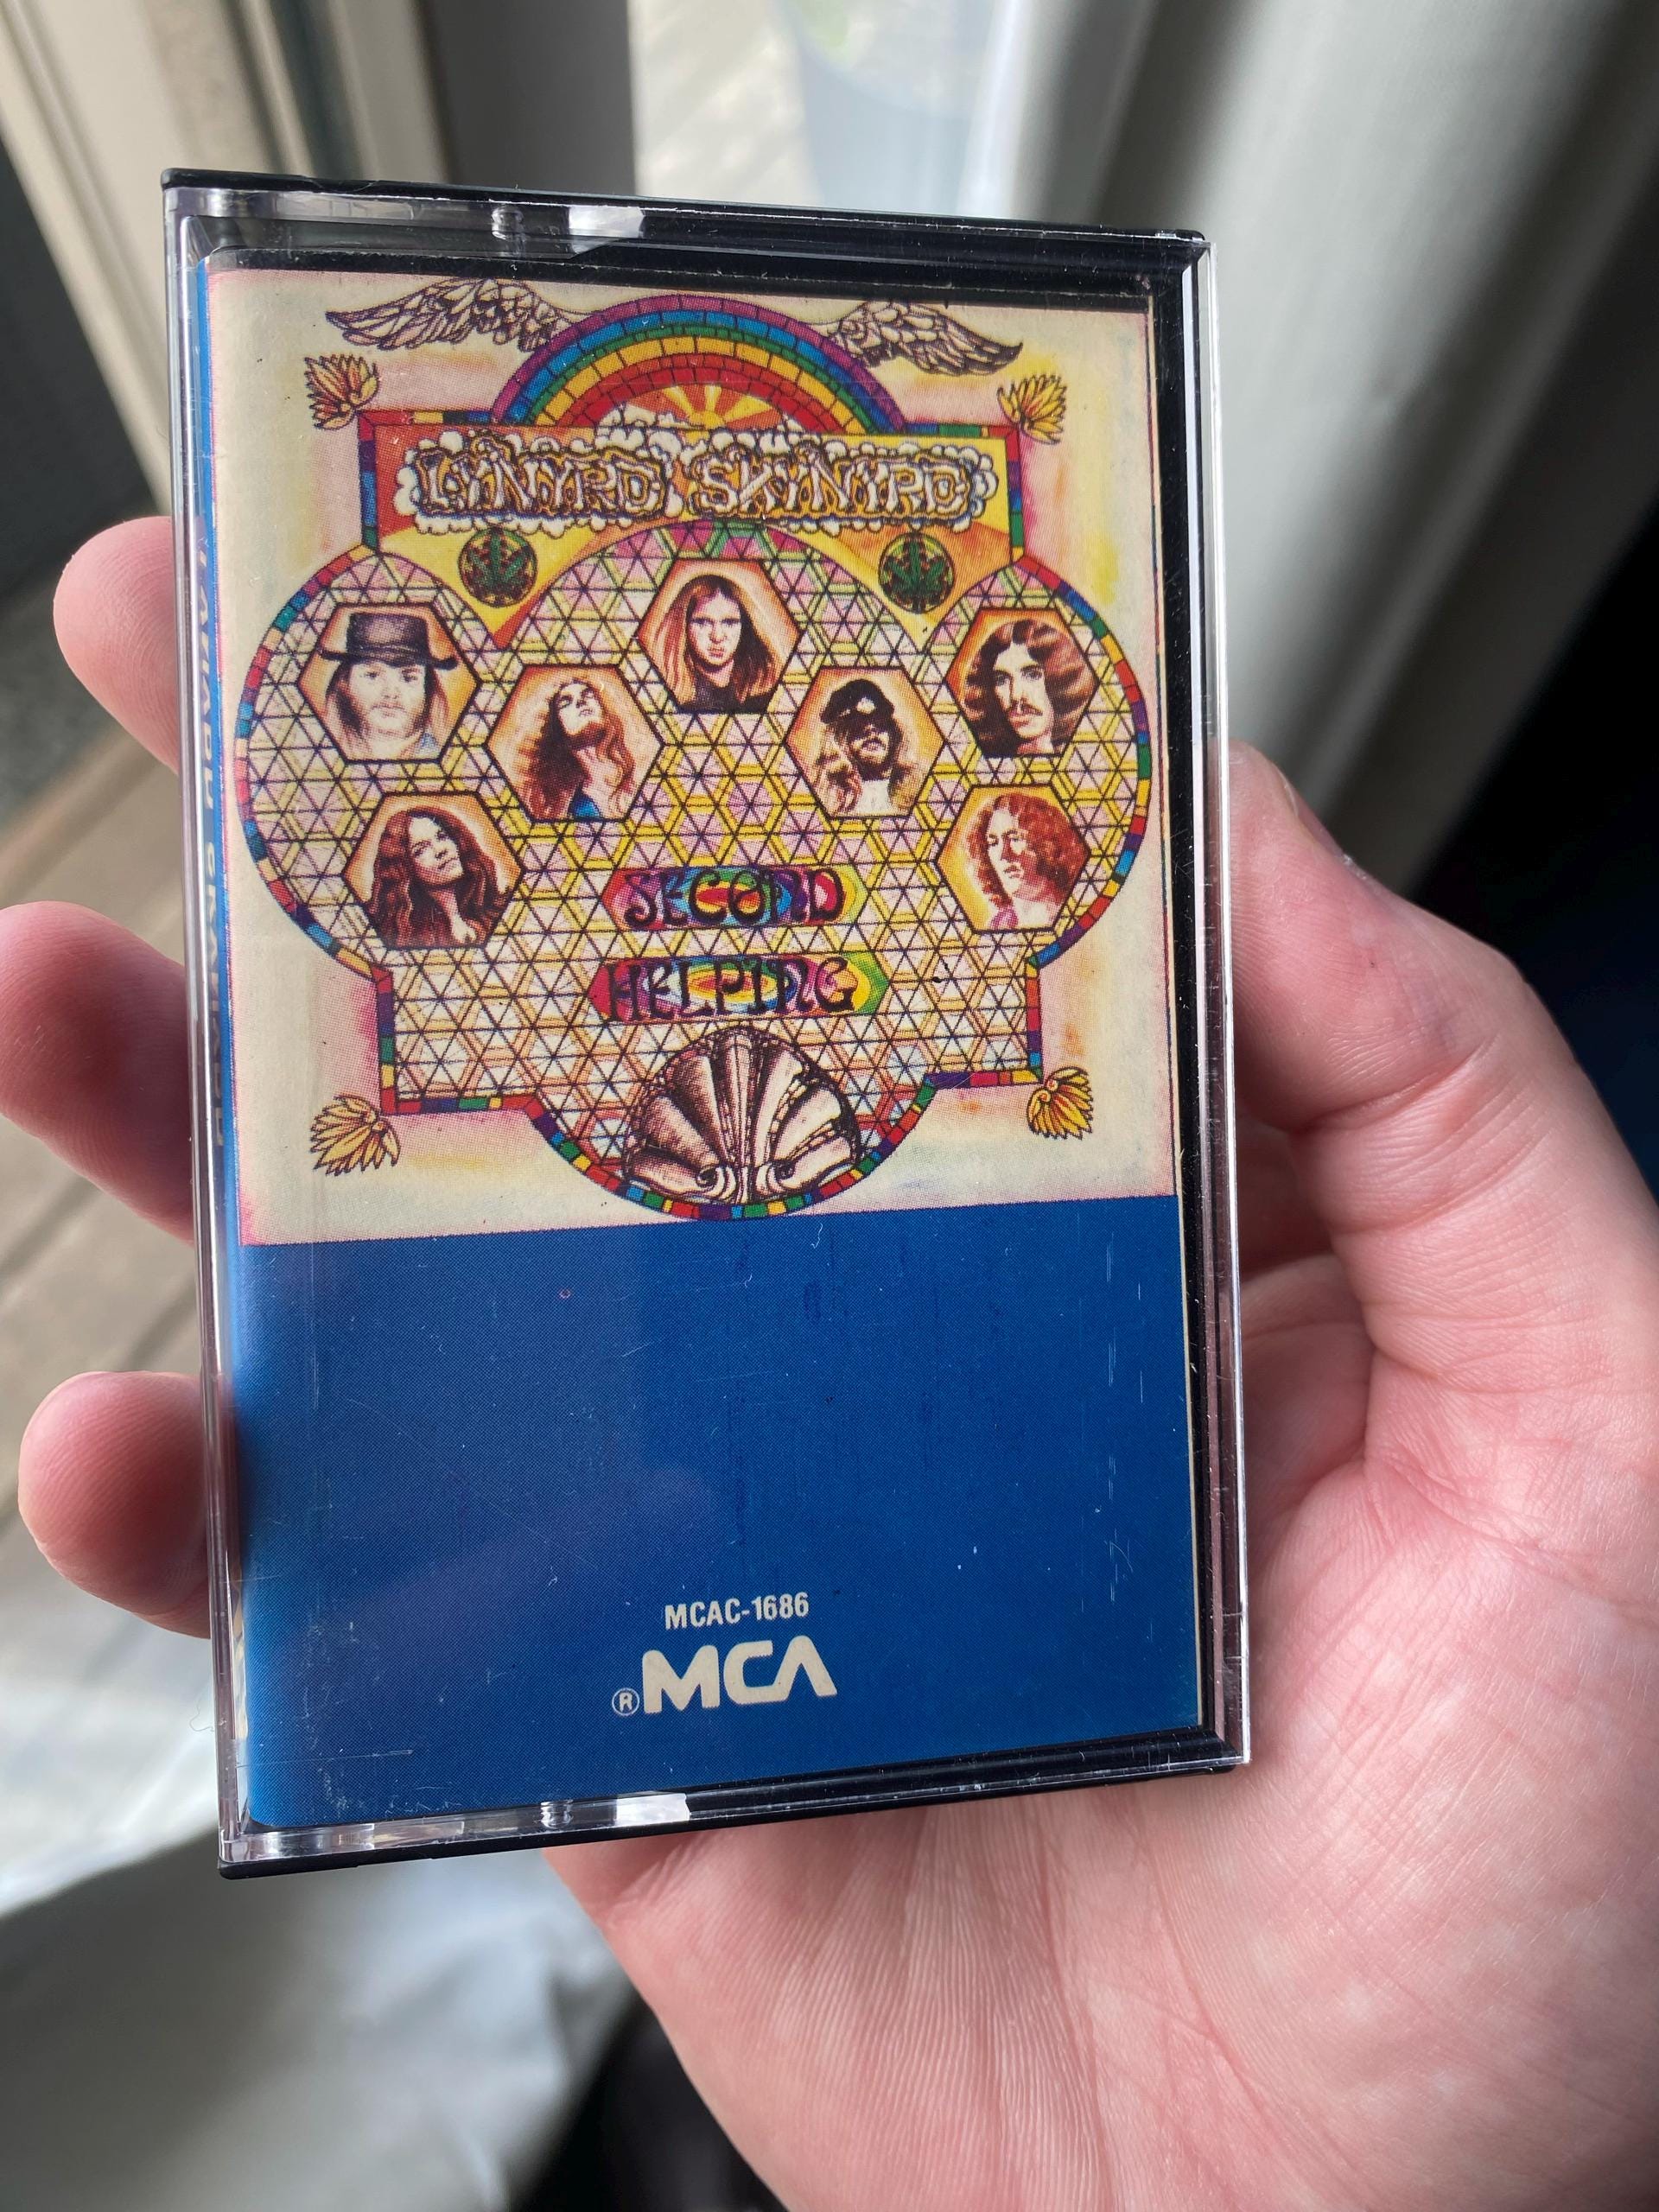 LYNYRD SKYNYRD
SECOND
HELPING
MCAC-1686
®MCA